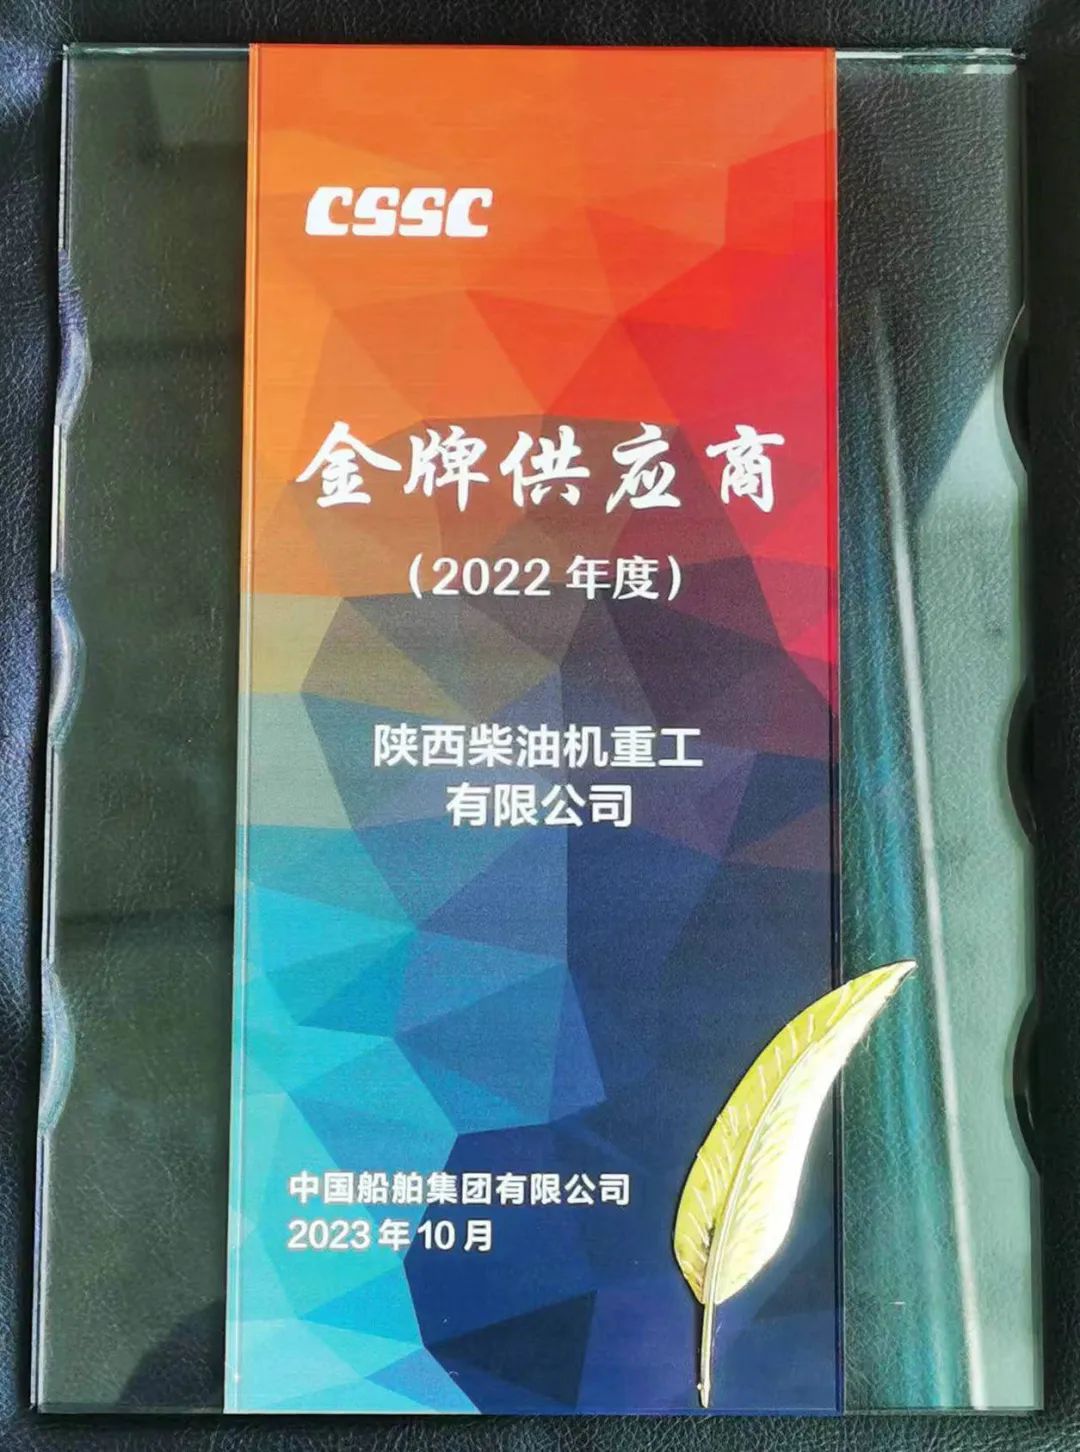 CSSC
金牌供应商
（2022 年度）
陕西柴油机重工
有限公司
中国船舶集团有限公司
2023 年 10 月